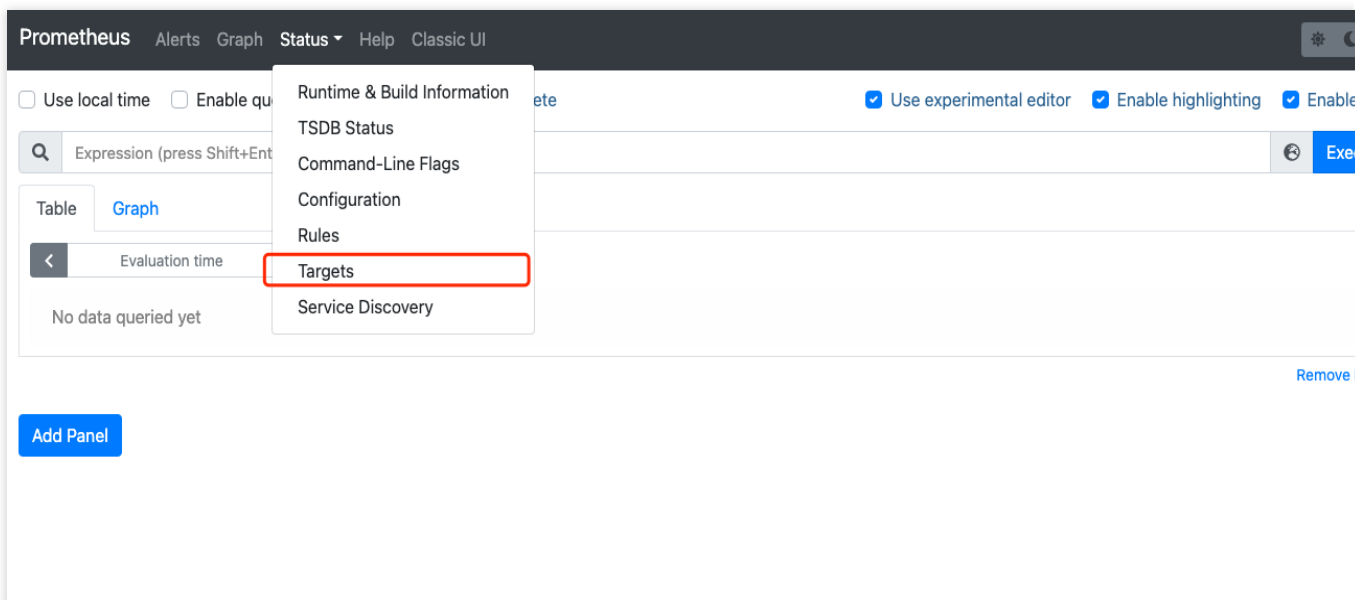 Prometheus Alerts Graph Status Help Classic UI
Use local time Enable qu ete Use experimental editor Enable highlighting Enable
Expression (press Shift+Ent Exe
Table Graph
Evaluation time
No data queried yet
Runtime & Build Information
TSDB Status
Command-Line Flags
Configuration
Rules
Targets
Service Discovery
Remove
Add Panel